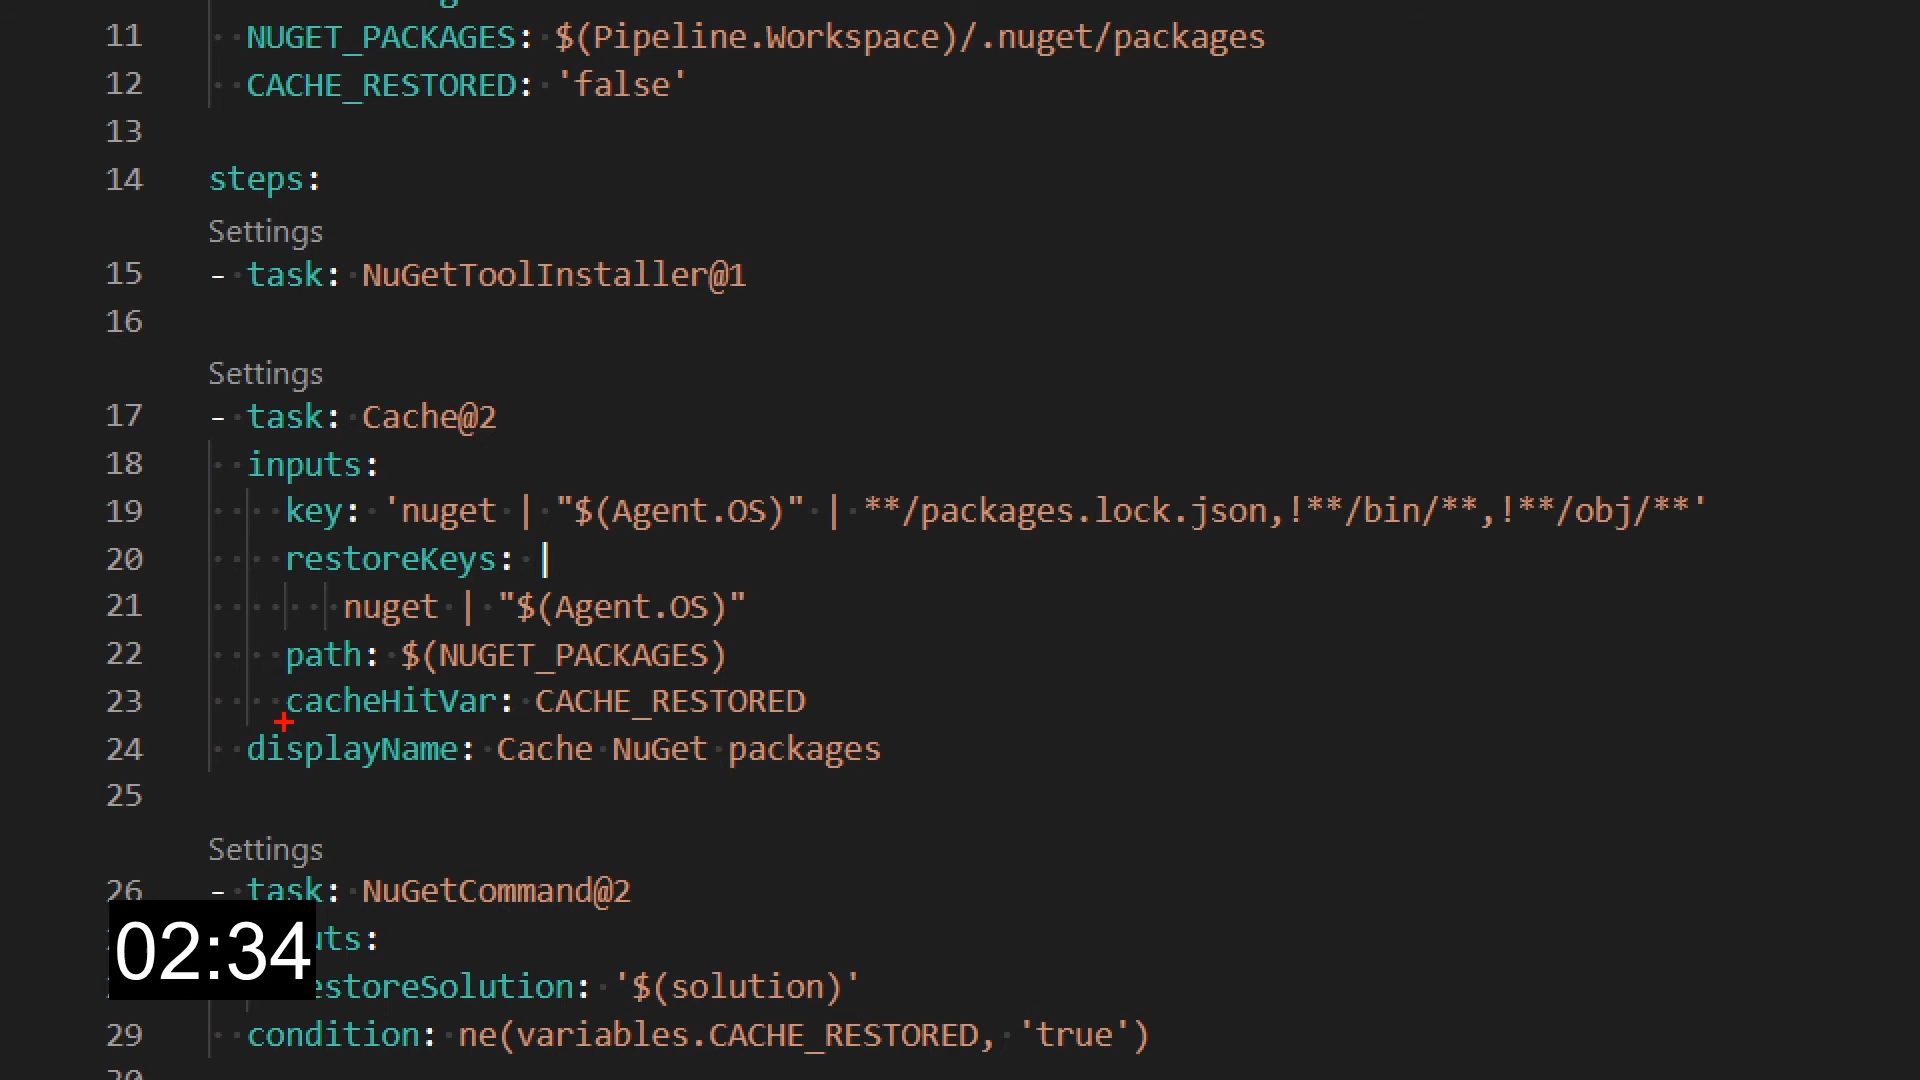 11 NUGET_PACKAGES: $(Pipeline.Workspace)/.nuget/packages
12 CACHE_RESTORED: 'false'
13
14 steps:
Settings
15 - task: NuGetToolInstaller@1
16
Settings
17 - task: Cache@2
18 inputs:
19 key: 'nuget | "$(Agent.OS)" | **/packages.lock.json,!**/bin/**,!**/obj/**'
20 restoreKeys: |
21 nuget | "$(Agent.OS)"
22 path: $(NUGET_PACKAGES)
23 cacheHitVar: CACHE_RESTORED
24 displayName: Cache NuGet packages
25
Settings
26 - task: NuGetCommand@2
uts:
02:34
estoreSolution: '$(solution)'
29 condition: ne(variables.CACHE_RESTORED, 'true')